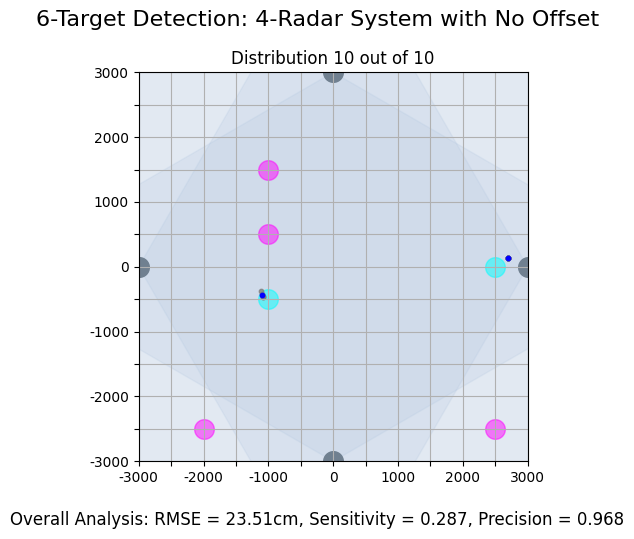 6-Target Detection: 4-Radar System with No Offset
Distribution 10 out of 10
3000
2000
1000
0
-1000
-2000
-3000
-3000 -2000 -1000 0 1000 2000 3000
Overall Analysis: RMSE = 23.51cm, Sensitivity = 0.287, Precision = 0.968